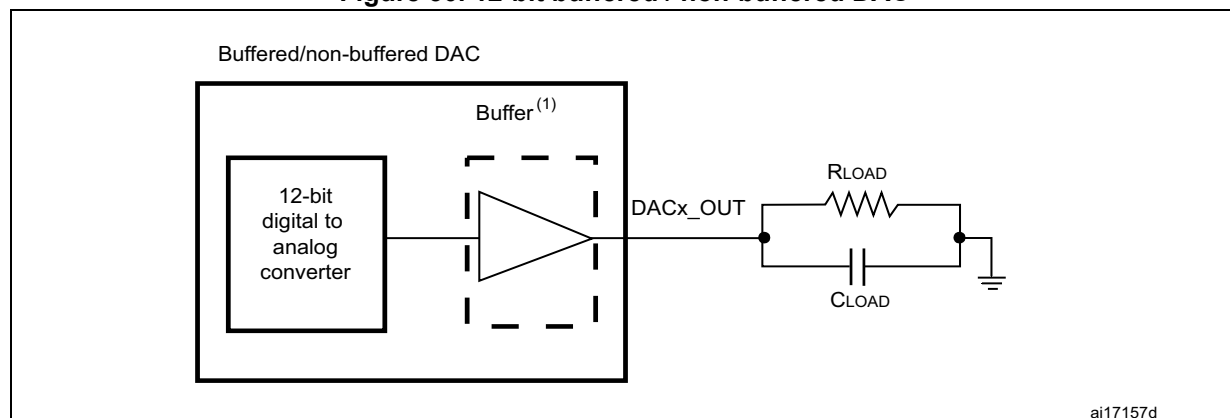 Buffered/non-buffered DAC
Buffer (1)
12-bit
digital to
analog
converter
DACx_OUT
RLOAD
CLOAD
ai17157d